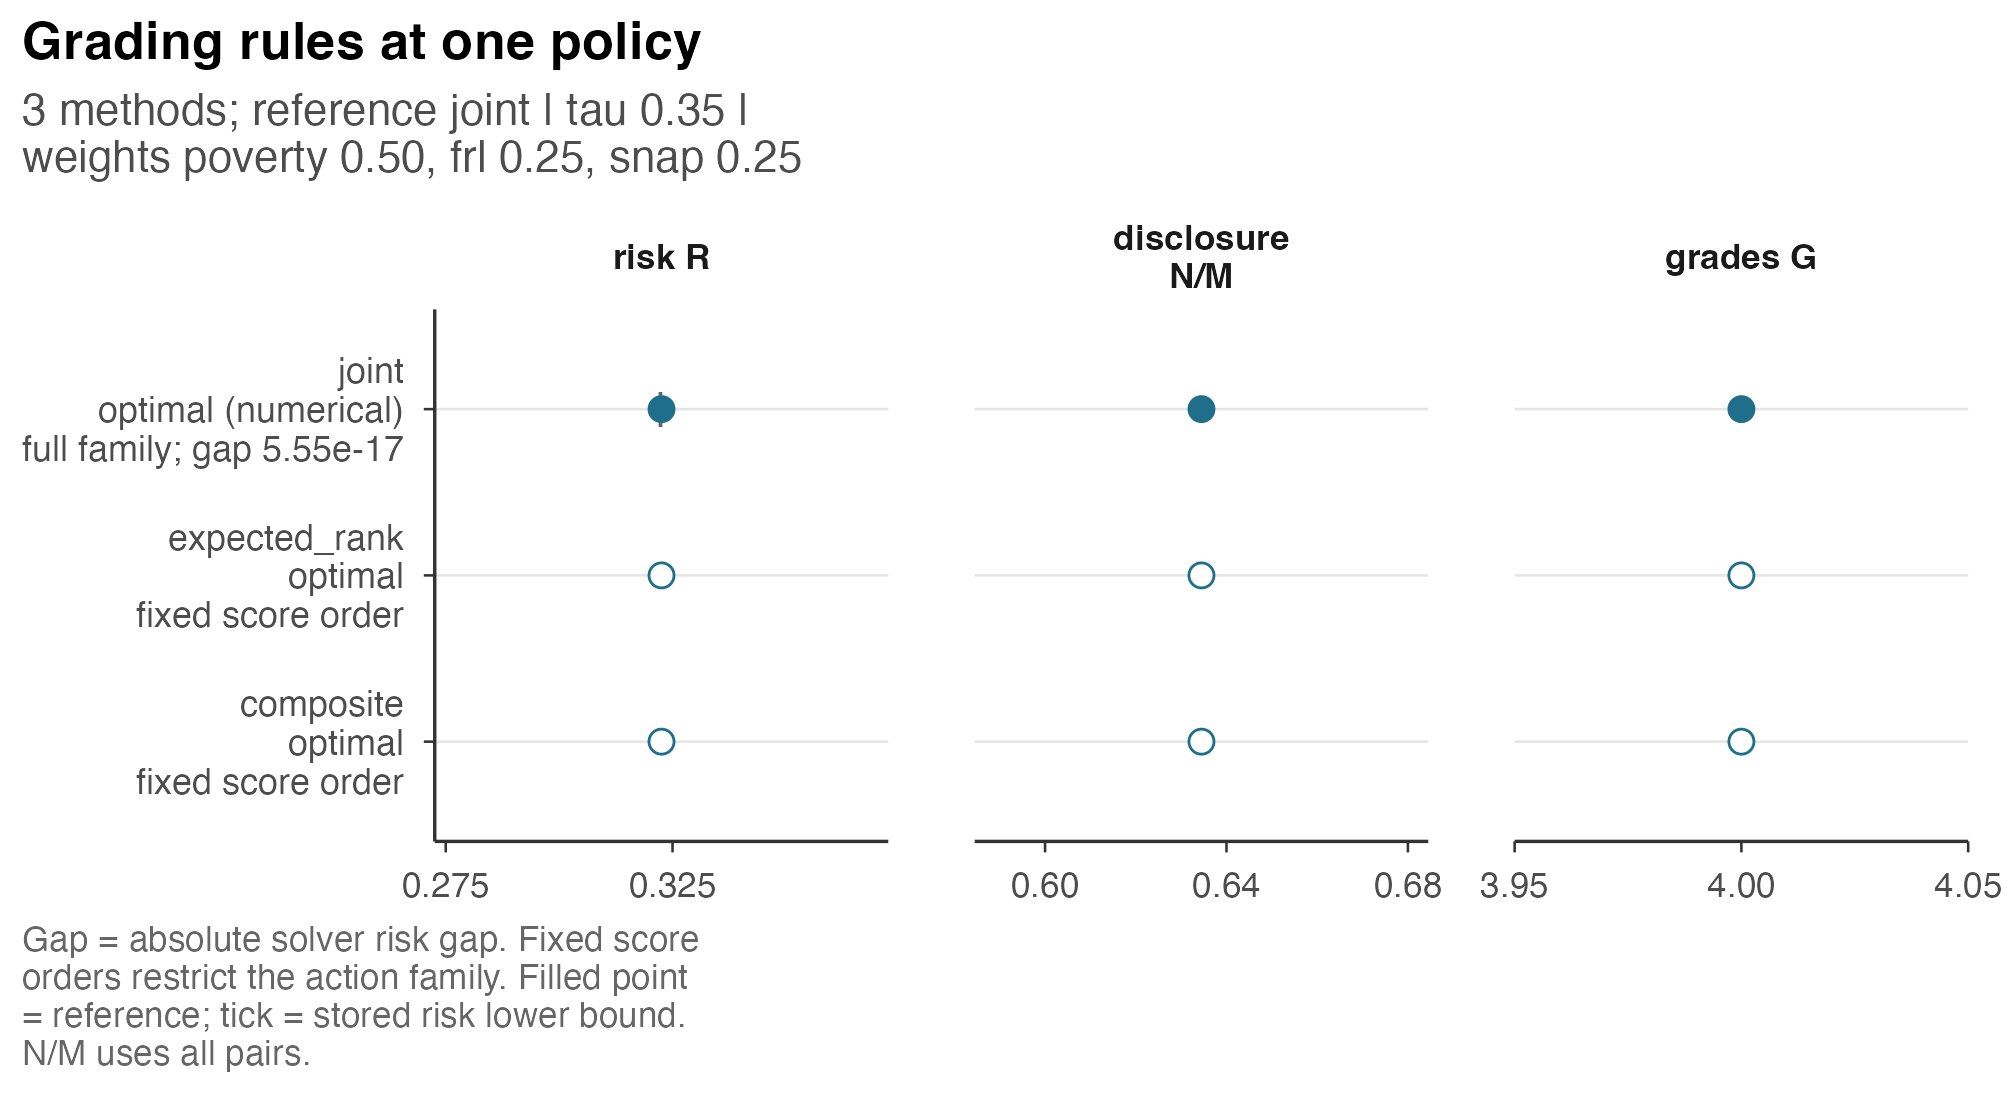 Grading rules at one policy
3 methods; reference joint | tau 0.35 |
weights poverty 0.50, frl 0.25, snap 0.25
risk R
disclosure
N/M
grades G
joint
optimal (numerical)
full family; gap 5.55e-17
expected_rank
optimal
fixed score order
composite
optimal
fixed score order
0.275 0.325 0.60 0.64 0.68 3.95 4.00 4.05
Gap = absolute solver risk gap. Fixed score
orders restrict the action family. Filled point
= reference; tick = stored risk lower bound.
N/M uses all pairs.